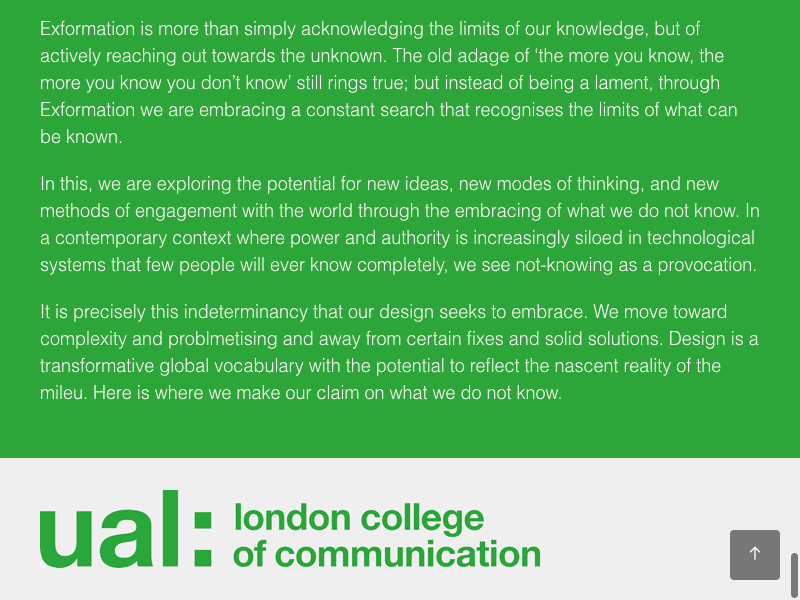 Exformation is more than simply acknowledging the limits of our knowledge, but of
actively reaching out towards the unknown. The old adage of ‘the more you know, the
more you know you don’t know’ still rings true; but instead of being a lament, through
Exformation we are embracing a constant search that recognises the limits of what can
be known.
In this, we are exploring the potential for new ideas, new modes of thinking, and new
methods of engagement with the world through the embracing of what we do not know. In
a contemporary context where power and authority is increasingly siloed in technological
systems that few people will ever know completely, we see not-knowing as a provocation.
It is precisely this indeterminancy that our design seeks to embrace. We move toward
complexity and problmetising and away from certain fixes and solid solutions. Design is a
transformative global vocabulary with the potential to reflect the nascent reality of the
mileu. Here is where we make our claim on what we do not know.
ual: london college
of communication